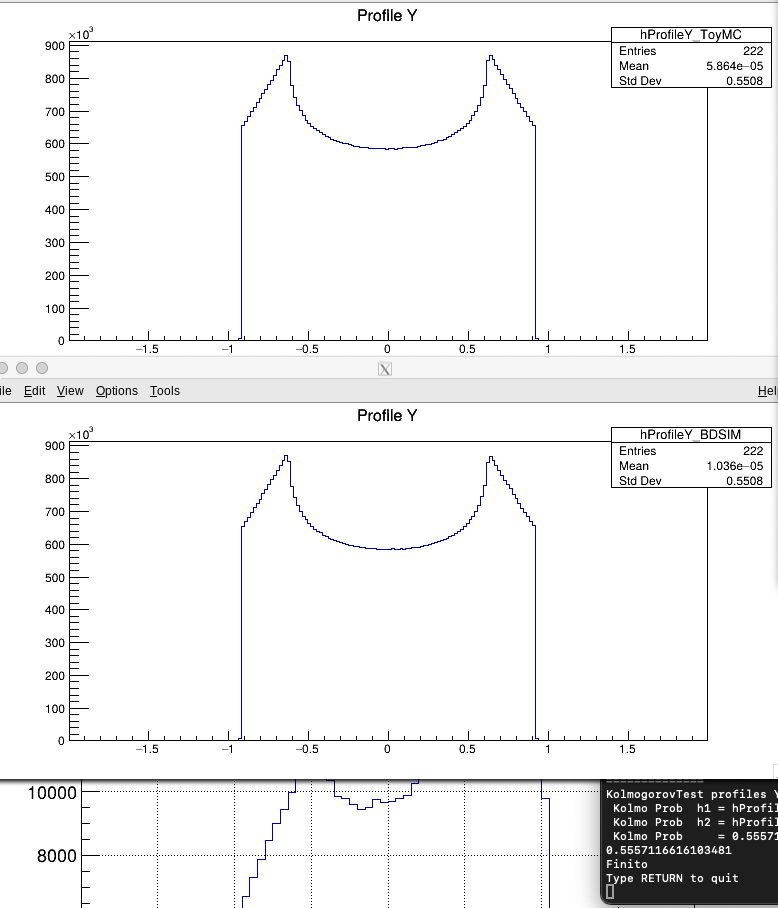 Profile Y
×10³
hProfileY_ToyMC
Entries 222
Mean 5.864e−05
Std Dev 0.5508
900
800
700
600
500
400
300
200
100
0
−1.5 −1 −0.5 0 0.5 1 1.5
X
Edit View Options Tools
Profile Y
×10³
hProfileY_BDSIM
Entries 222
Mean 1.036e−05
Std Dev 0.5508
900
800
700
600
500
400
300
200
100
0
−1.5 −1 −0.5 0 0.5 1 1.5
10000
8000
KolmogorovTest profiles Y
Kolmo Prob h1 = hProfil
Kolmo Prob h2 = hProfil
Kolmo Prob = 0.5557
0.5557116616103481
Finito
Type RETURN to quit